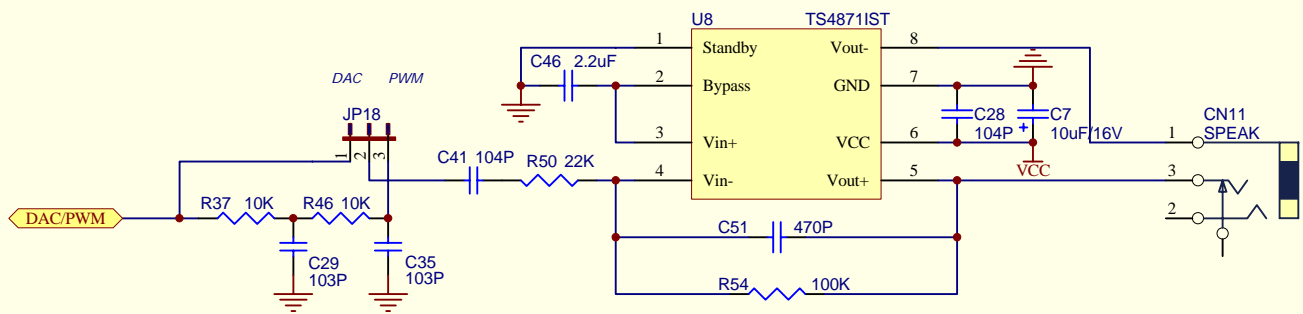 U8 TS4871IST
1 Standby Vout- 8
C46 2.2uF
2 Bypass GND 7
DAC PWM
JP18
1 2 3
C28 104P
C7 10uF/16V
+
CN11
SPEAK
3 Vin+ VCC 6
VCC
1
C41 104P R50 22K
4 Vin- Vout+ 5
3
2
DAC/PWM
R37 10K R46 10K
C51 470P
C29
103P
C35
103P
R54 100K